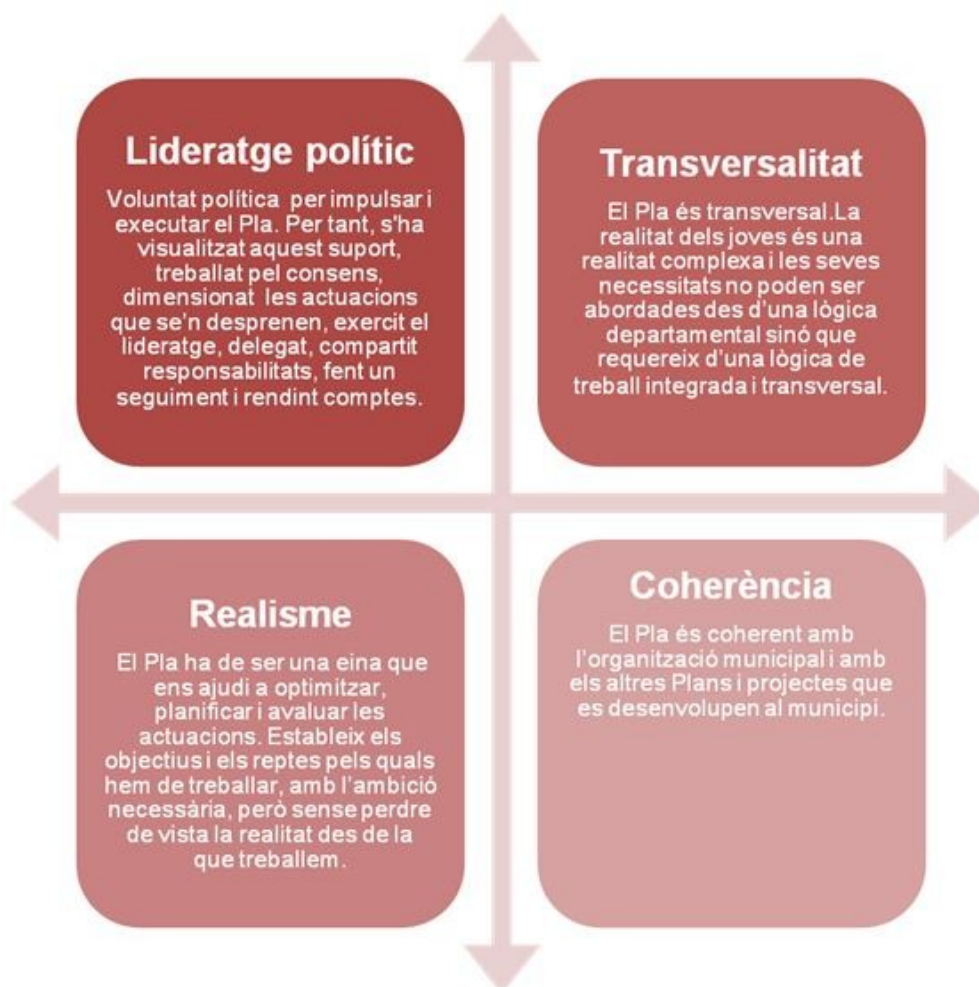 Lideratge polític
Voluntat política per impulsar i
executar el Pla. Per tant, s'ha
visualitzat aquest suport,
treballat pel consens,
dimensionat les actuacions
que se'n desprenen, exercit el
lideratge, delegat, compartit
responsabilitats, fent un
seguiment i rendint comptes.
Transversalitat
El Pla és transversal.La
realitat dels joves és una
realitat complexa i les seves
necessitats no poden ser
abordades des d'una lògica
departamental sinó que
requereix d'una lògica de
treball integrada i transversal.
Realisme
El Pla ha de ser una eina que
ens ajudi a optimitzar,
planificar i avaluar les
actuacions. Estableix els
objectius i els reptes pels quals
hem de treballar, amb l'ambició
necessària, però sense perdre
de vista la realitat des de la
que treballem.
Coherència
El Pla és coherent amb
l'organització municipal i amb
els altres Plans i projectes que
es desenvolupen al municipi.